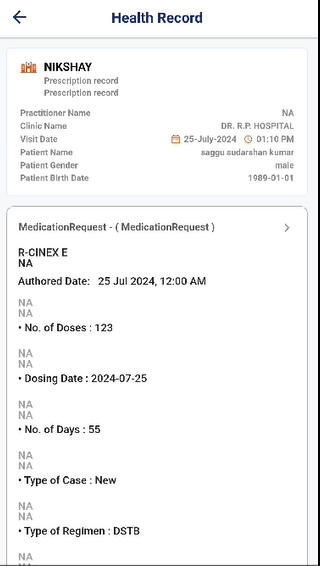 Health Record
NIKSHAY
Prescription record
Prescription record
Practitioner Name NA
Clinic Name DR. R.P. HOSPITAL
Visit Date 25-July-2024 01:10 PM
Patient Name saggu sudarshan kumar
Patient Gender male
Patient Birth Date 1989-01-01
MedicationRequest - ( MedicationRequest )
R-CINEX E
NA
Authored Date: 25 Jul 2024, 12:00 AM
NA
NA
• No. of Doses : 123
NA
NA
• Dosing Date : 2024-07-25
NA
NA
• No. of Days : 55
NA
NA
• Type of Case : New
NA
NA
• Type of Regimen : DSTB
NA